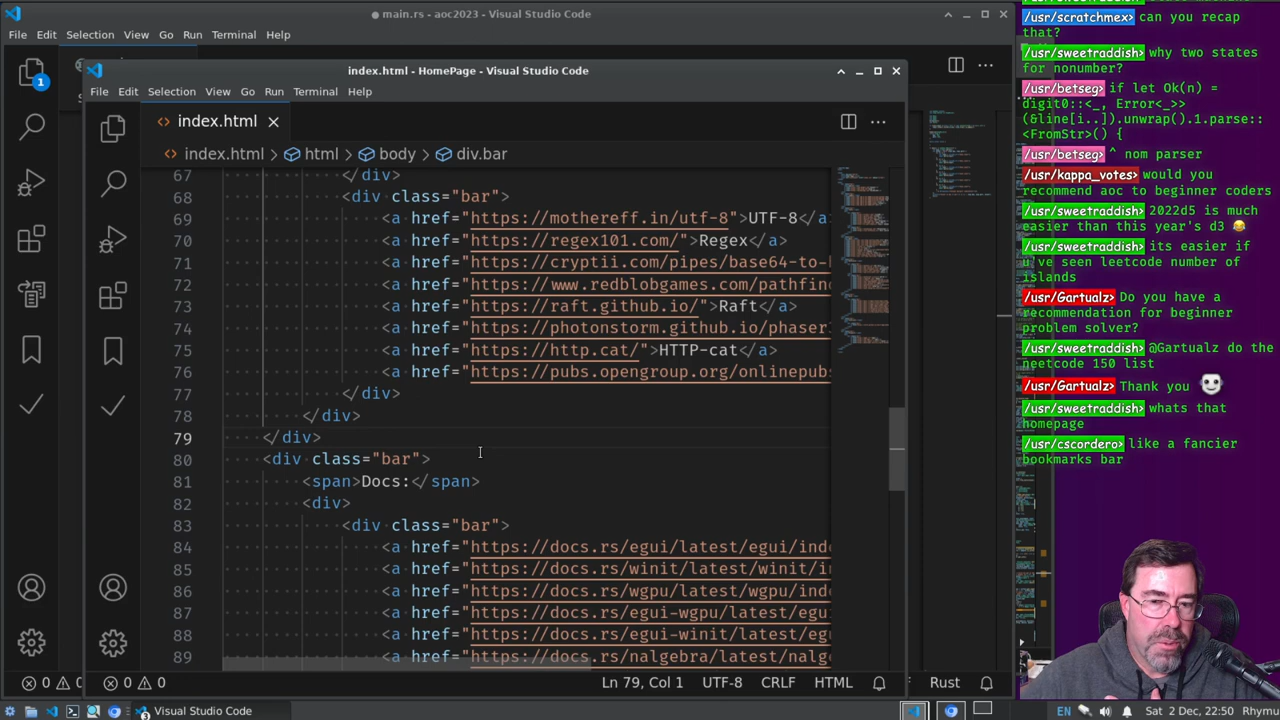 main.rs - aoc2023 - Visual Studio Code
File Edit Selection View Go Run Terminal Help
index.html - HomePage - Visual Studio Code
File Edit Selection View Go Run Terminal Help
index.html
index.html > html > body > div.bar
67 </div>
68 <div class="bar">
69 <a href="https://mothereff.in/utf-8">UTF-8</a
70 <a href="https://regex101.com/">Regex</a>
71 <a href="https://cryptii.com/pipes/base64-to-
72 <a href="https://www.redblobgames.com/pathfin
73 <a href="https://raft.github.io/">Raft</a>
74 <a href="https://photonstorm.github.io/phaser
75 <a href="https://http.cat/">HTTP-cat</a>
76 <a href="https://pubs.opengroup.org/onlinepubs
77 </div>
78 </div>
79 </div>
80 <div class="bar">
81 <span>Docs:</span>
82 <div>
83 <div class="bar">
84 <a href="https://docs.rs/egui/latest/egui/inde
85 <a href="https://docs.rs/winit/latest/winit/in
86 <a href="https://docs.rs/wgpu/latest/wgpu/inde
87 <a href="https://docs.rs/egui-wgpu/latest/egui
88 <a href="https://docs.rs/egui-winit/latest/egu
89 <a href="https://docs.rs/nalgebra/latest/nalge
0 0 0 0 Ln 79, Col 1 UTF-8 CRLF HTML Rust
Visual Studio Code
EN Sat 2 Dec, 22:50 Rhymu
1
3
/usr/scratchmex> can you recap
that?
/usr/sweetraddish> why two states
for nonumber?
/usr/betseg> if let Ok(n) =
digit0::<_, Error<_>>
(&line[i..]).unwrap().1.parse::
<FromStr>() {
/usr/betseg> ^ nom parser
/usr/kappa_votes> would you
recommend aoc to beginner coders
/usr/sweetraddish> 2022d5 is much
easier than this year's d3 😂
/usr/sweetraddish> its easier if
u've seen leetcode number of
islands
/usr/Gartualz> Do you have a
recommendation for beginner
problem solver?
/usr/sweetraddish> @Gartualz do the
neetcode 150 list
/usr/Gartualz> Thank you
/usr/sweetraddish> whats that
homepage
/usr/cscordero> like a fancier
bookmarks bar